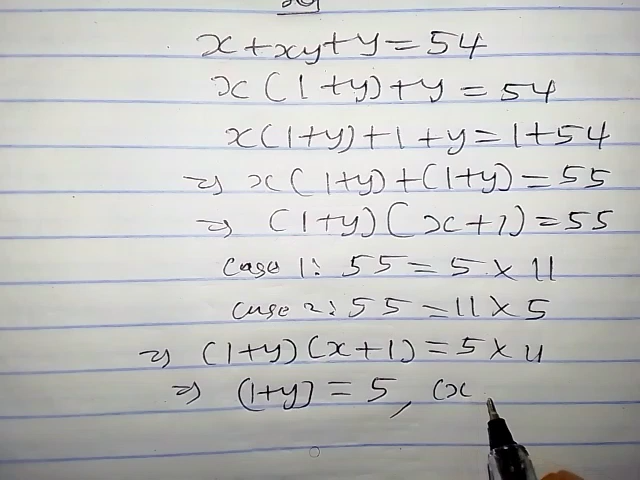 x+xy+y=54
x(1+y)+y=54
x(1+y)+1+y=1+54
⇒ x(1+y)+(1+y)=55
⇒ (1+y)(x+1)=55
Case 1: 55=5×11
Case 2: 55=11×5
⇒ (1+y)(x+1)=5×11
⇒ (1+y)=5, (x